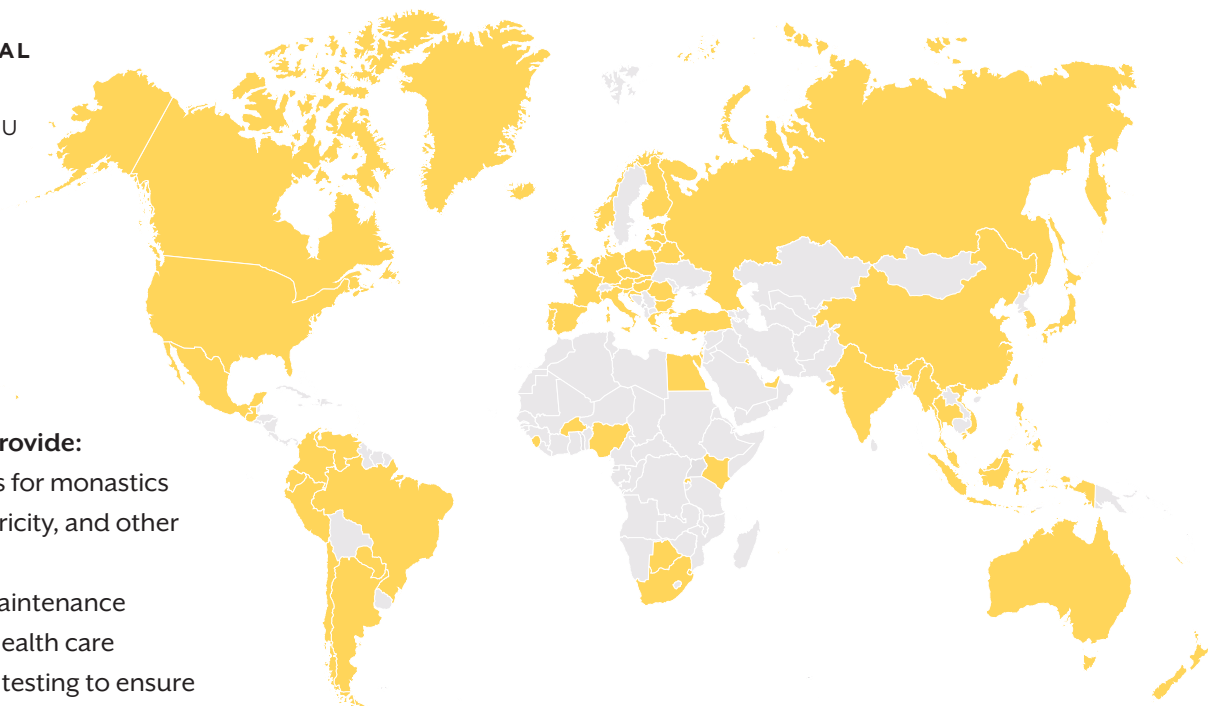 AL
U
rovide:
s for monastics
ricity, and other
aintenance
ealth care
testing to ensure